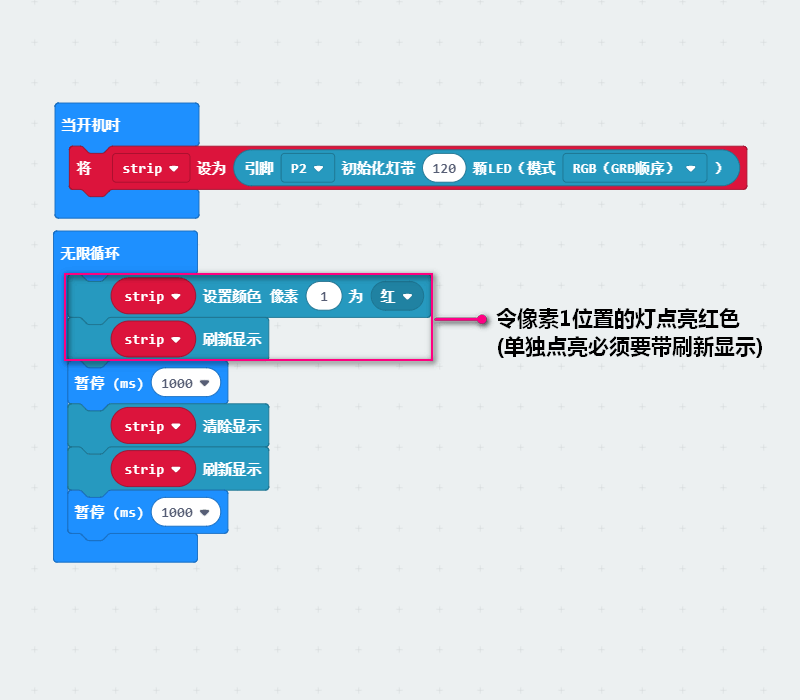 当开机时
将 strip 设为 引脚 P2 初始化灯带 120 颗LED（模式 RGB（GRB顺序） ）
无限循环
strip 设置颜色 像素 1 为 红
strip 刷新显示
令像素1位置的灯点亮红色
(单独点亮必须要带刷新显示)
暂停 (ms) 1000
strip 清除显示
strip 刷新显示
暂停 (ms) 1000